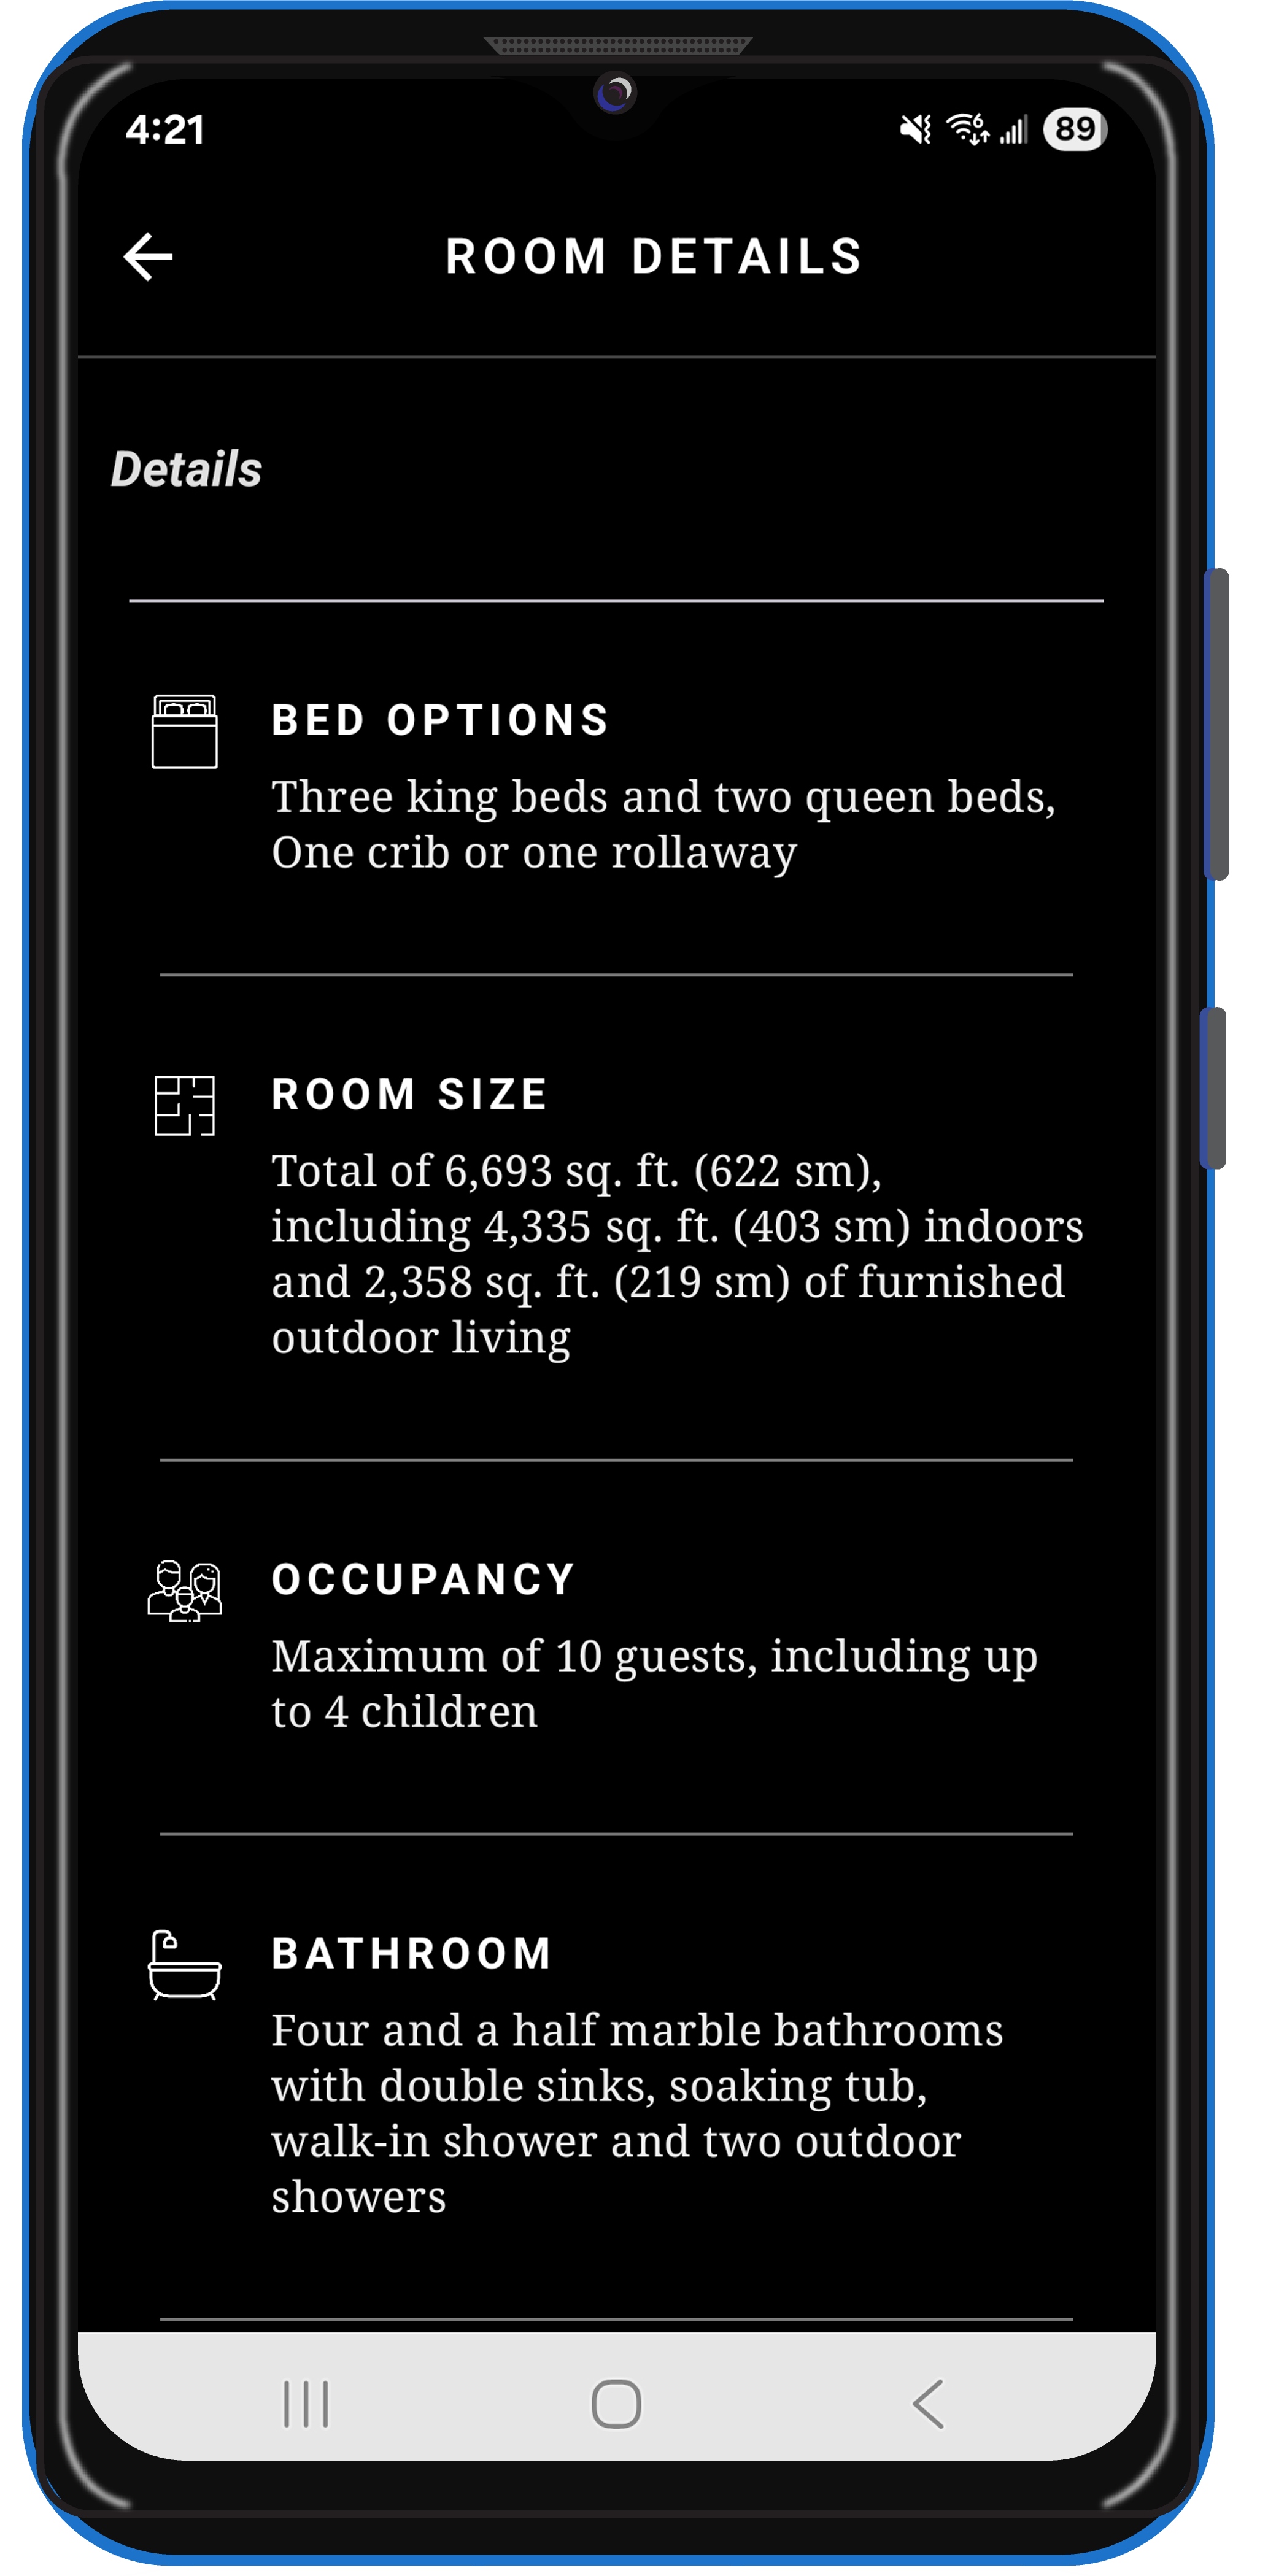 4:21
6
89
ROOM DETAILS
Details
BED OPTIONS
Three king beds and two queen beds,
One crib or one rollaway
ROOM SIZE
Total of 6,693 sq. ft. (622 sm),
including 4,335 sq. ft. (403 sm) indoors
and 2,358 sq. ft. (219 sm) of furnished
outdoor living
OCCUPANCY
Maximum of 10 guests, including up
to 4 children
BATHROOM
Four and a half marble bathrooms
with double sinks, soaking tub,
walk-in shower and two outdoor
showers